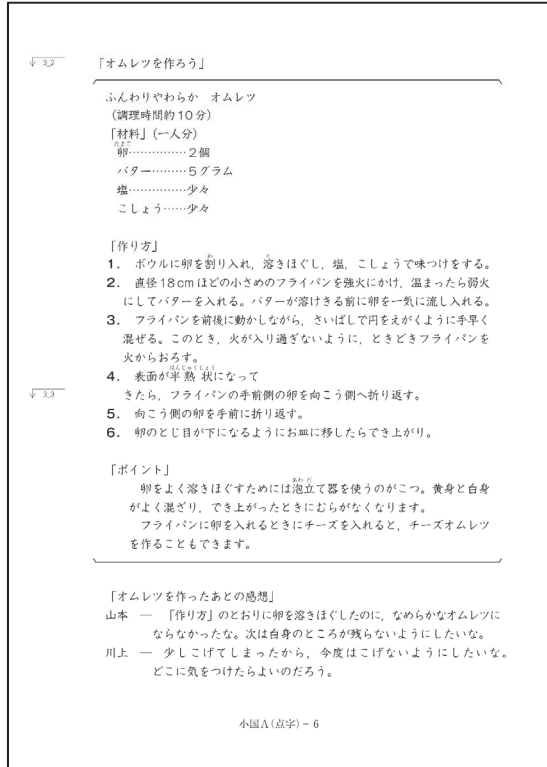 ↓ 3_2
「オムレツを作ろう」
ふんわりやわらか オムレツ
(調理時間約10分)
「材料」(一人分)
卵……………2個
たまご
バター………5グラム
塩……………少々
こしょう……少々
「作り方」
1. ボウルに卵を割り入れ，溶きほぐし，塩，こしょうで味つけをする。
わ と
2. 直径18cmほどの小さめのフライパンを強火にかけ，温まったら弱火
にしてバターを入れる。バターが溶けきる前に卵を一気に流し入れる。
3. フライパンを前後に動かしながら，さいばしで円をえがくように手早く
混ぜる。このとき，火が入り過ぎないように，ときどきフライパンを
火からおろす。
4. 表面が半熟状になって
はんじゅくじょう
↓ 3_3
きたら，フライパンの手前側の卵を向こう側へ折り返す。
5. 向こう側の卵を手前に折り返す。
6. 卵のとじ目が下になるようにお皿に移したらでき上がり。
「ポイント」
卵をよく溶きほぐすためには泡立て器を使うのがこつ。黄身と白身
あわ だ
がよく混ざり，でき上がったときにむらがなくなります。
フライパンに卵を入れるときにチーズを入れると，チーズオムレツ
を作ることもできます。
「オムレツを作ったあとの感想」
山本 ― 「作り方」のとおりに卵を溶きほぐしたのに，なめらかなオムレツに
ならなかったな。次は白身のところが残らないようにしたいな。
川上 ― 少しこげてしまったから，今度はこげないようにしたいな。
どこに気をつけたらよいのだろう。
小国A(点字)－6